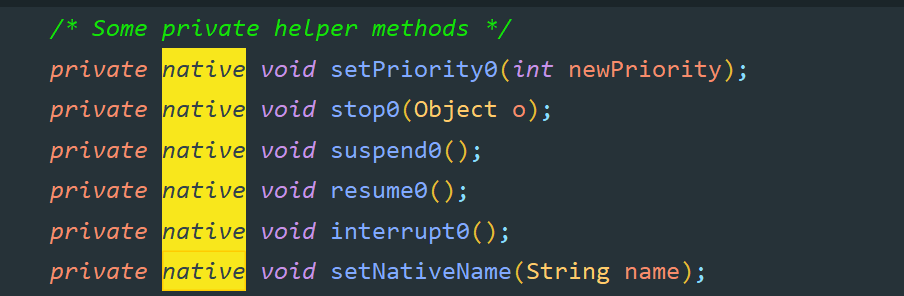 /* Some private helper methods */
private native void setPriority0(int newPriority);
private native void stop0(Object o);
private native void suspend0();
private native void resume0();
private native void interrupt0();
private native void setNativeName(String name);